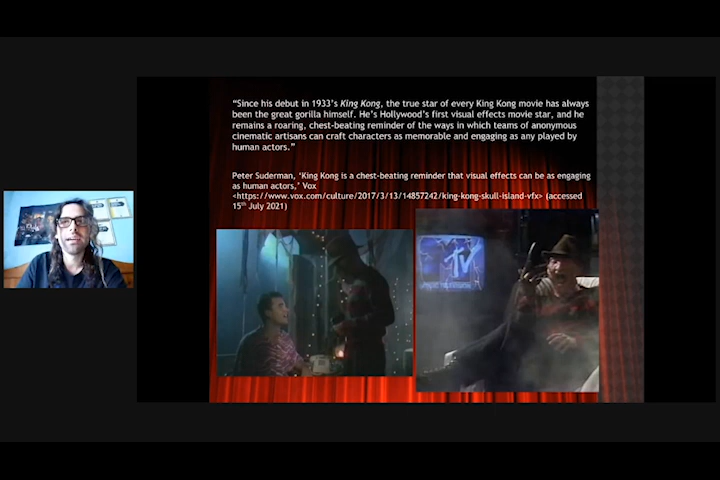 “Since his debut in 1933’s King Kong, the true star of every King Kong movie has always
been the great gorilla himself. He’s Hollywood’s first visual effects movie star, and he
remains a roaring, chest-beating reminder of the ways in which teams of anonymous
cinematic artisans can craft characters as memorable and engaging as any played by
human actors.”
Peter Suderman, ‘King Kong is a chest-beating reminder that visual effects can be as engaging
as human actors,’ Vox
<https://www.vox.com/culture/2017/3/13/14857242/king-kong-skull-island-vfx> (accessed
15th July 2021)
MTV